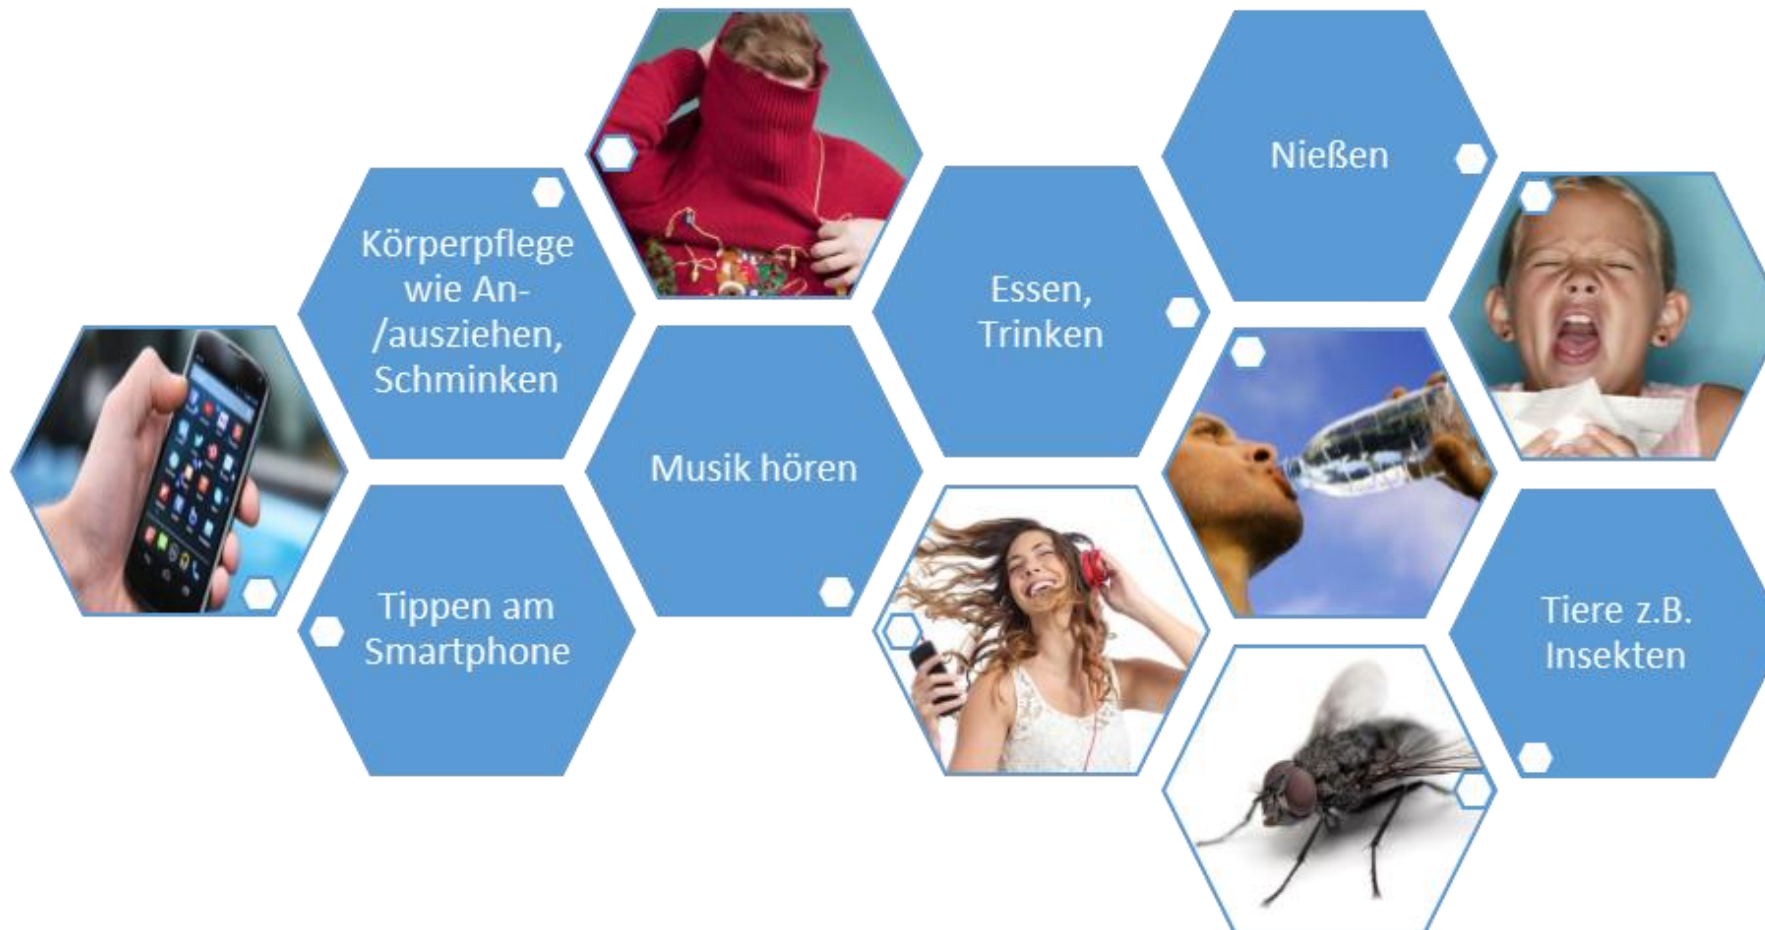 Körperpflege
wie An-
/ausziehen,
Schminken
Tippen am
Smartphone
Musik hören
Essen,
Trinken
Nießen
Tiere z.B.
Insekten